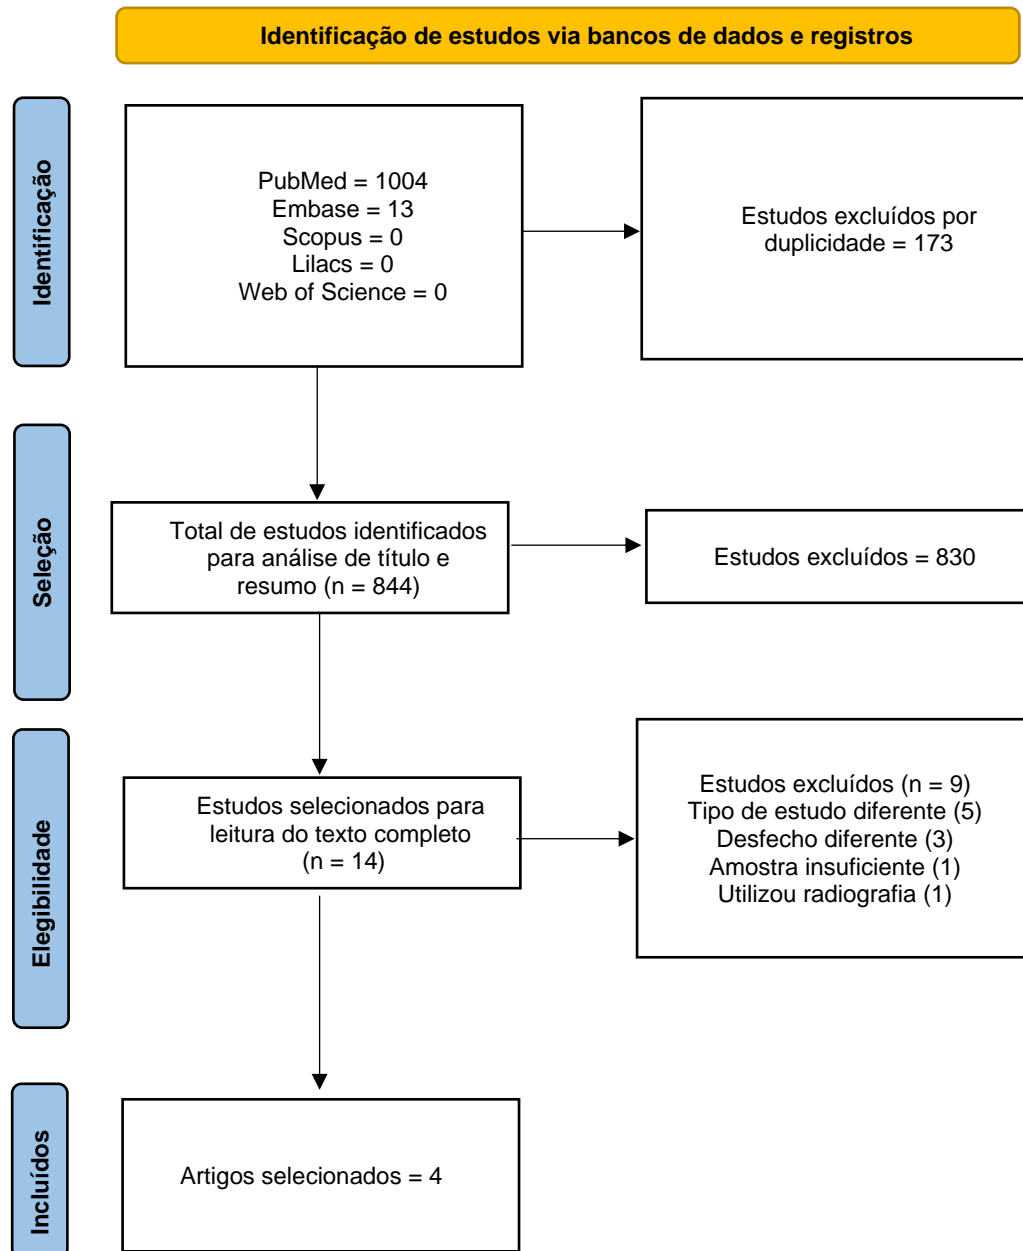 Identificação de estudos via bancos de dados e registros
Identificação
PubMed = 1004
Embase = 13
Scopus = 0
Lilacs = 0
Web of Science = 0
Estudos excluídos por
duplicidade = 173
Seleção
Total de estudos identificados
para análise de título e
resumo (n = 844)
Estudos excluídos = 830
Elegibilidade
Estudos selecionados para
leitura do texto completo
(n = 14)
Estudos excluídos (n = 9)
Tipo de estudo diferente (5)
Desfecho diferente (3)
Amostra insuficiente (1)
Utilizou radiografia (1)
Incluídos
Artigos selecionados = 4